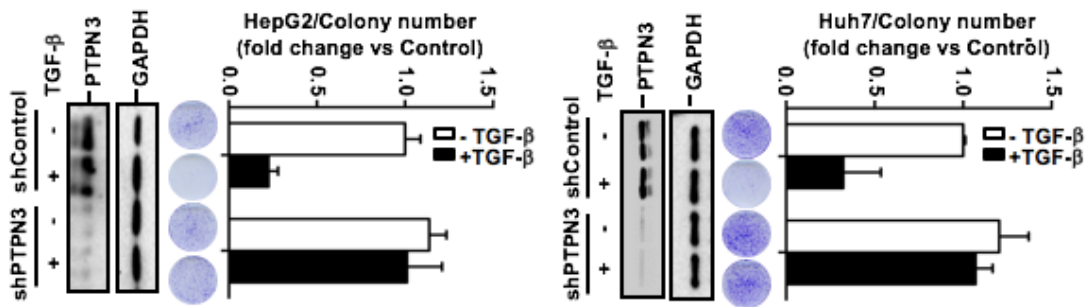 HepG2/Colony number
(fold change vs Control)
TGF-β
PTPN3
GAPDH
0.0
0.5
1.0
1.5
shControl
-
+
shPTPN3
-
+
- TGF-β
+TGF-β
Huh7/Colony number
(fold change vs Control)
TGF-β
PTPN3
GAPDH
0.0
0.5
1.0
1.5
shControl
-
+
shPTPN3
-
+
- TGF-β
+TGF-β